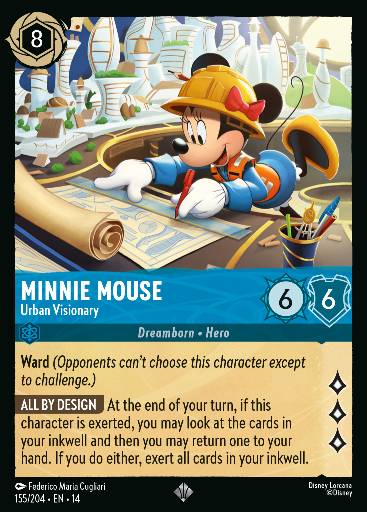 8
MINNIE MOUSE
Urban Visionary
6
6
Dreamborn • Hero
Ward (Opponents can't choose this character except
to challenge.)
ALL BY DESIGN At the end of your turn, if this
character is exerted, you may look at the cards in
your inkwell and then you may return one to your
hand. If you do either, exert all cards in your inkwell.
Federico Maria Cugliari
155/204 • EN • 14
Disney Lorcana
©Disney